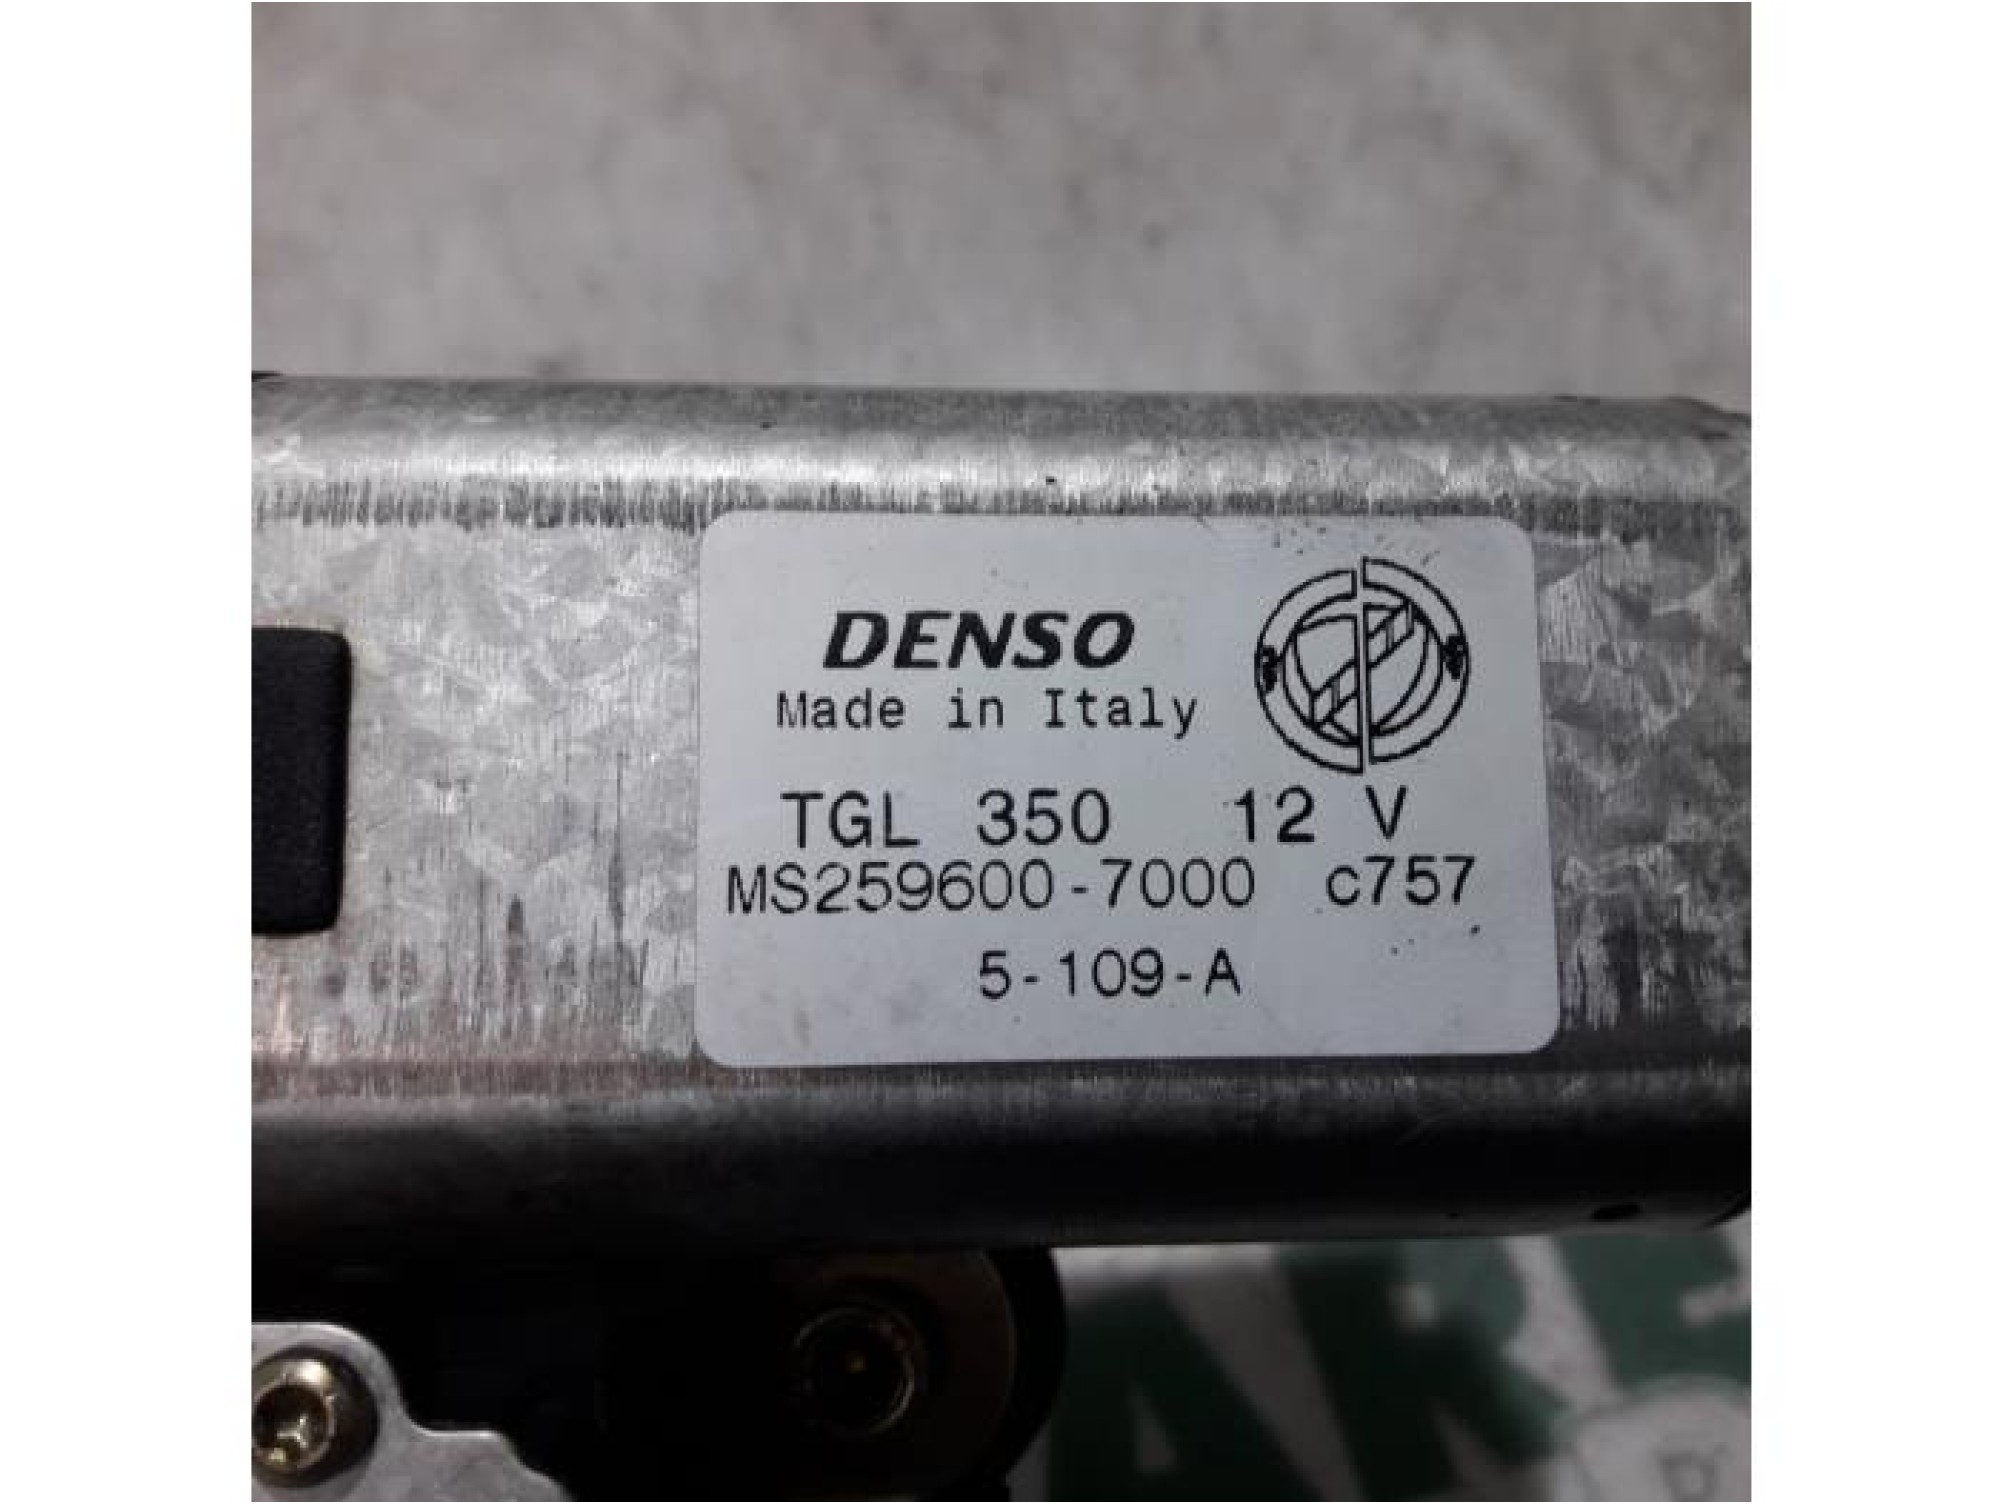 DENSO
Made in Italy
TGL 350 12 V
MS259600-7000 c757
5-109-A